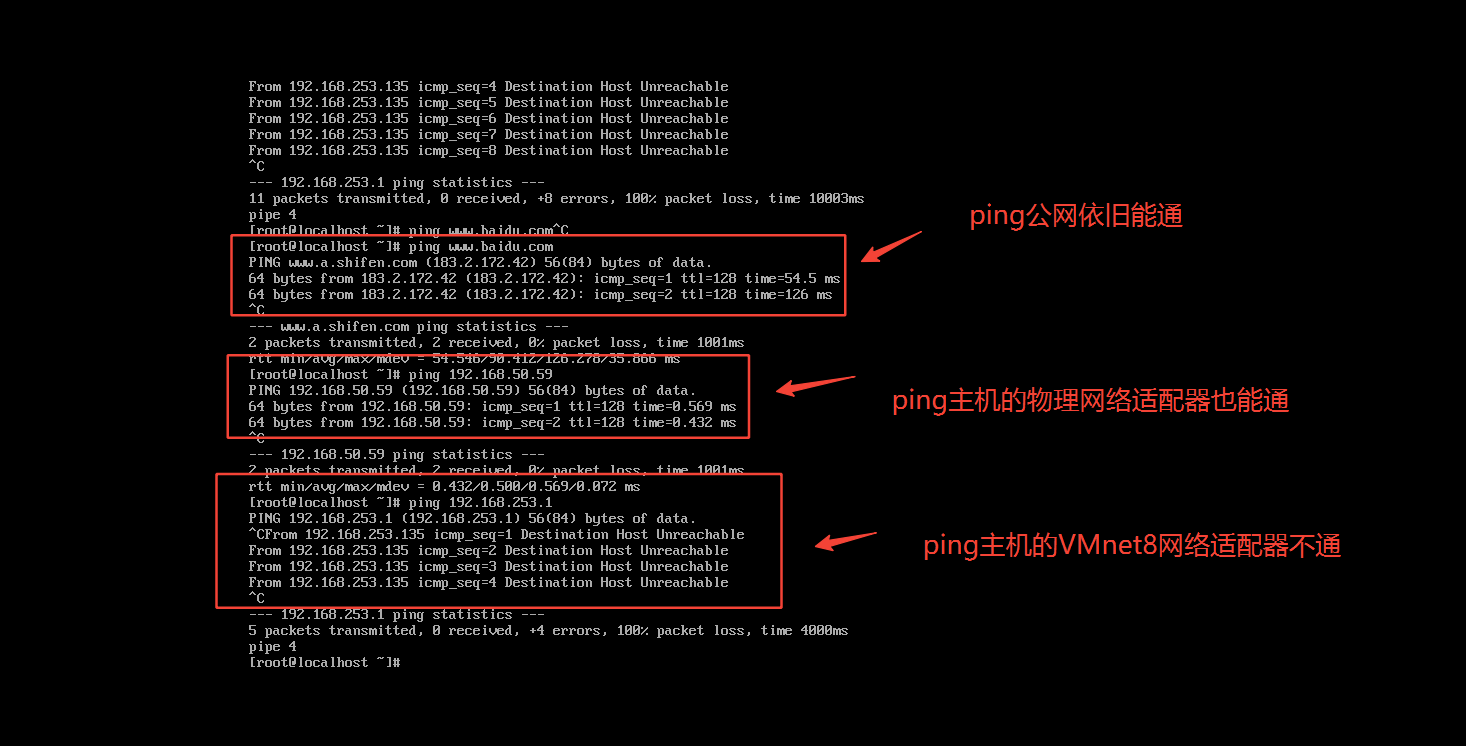 From 192.168.253.135 icmp_seq=4 Destination Host Unreachable
From 192.168.253.135 icmp_seq=5 Destination Host Unreachable
From 192.168.253.135 icmp_seq=6 Destination Host Unreachable
From 192.168.253.135 icmp_seq=7 Destination Host Unreachable
From 192.168.253.135 icmp_seq=8 Destination Host Unreachable
^C
--- 192.168.253.1 ping statistics ---
11 packets transmitted, 0 received, +8 errors, 100% packet loss, time 10003ms
pipe 4
[root@localhost ~]# ping www.baidu.com^C
[root@localhost ~]# ping www.baidu.com
PING www.a.shifen.com (183.2.172.42) 56(84) bytes of data.
64 bytes from 183.2.172.42 (183.2.172.42): icmp_seq=1 ttl=128 time=54.5 ms
64 bytes from 183.2.172.42 (183.2.172.42): icmp_seq=2 ttl=128 time=126 ms
^C
--- www.a.shifen.com ping statistics ---
2 packets transmitted, 2 received, 0% packet loss, time 1001ms
rtt min/avg/max/mdev = 54.546/90.412/126.278/35.866 ms
[root@localhost ~]# ping 192.168.50.59
PING 192.168.50.59 (192.168.50.59) 56(84) bytes of data.
64 bytes from 192.168.50.59: icmp_seq=1 ttl=128 time=0.569 ms
64 bytes from 192.168.50.59: icmp_seq=2 ttl=128 time=0.432 ms
^C
--- 192.168.50.59 ping statistics ---
2 packets transmitted, 2 received, 0% packet loss, time 1001ms
rtt min/avg/max/mdev = 0.432/0.500/0.569/0.072 ms
[root@localhost ~]# ping 192.168.253.1
PING 192.168.253.1 (192.168.253.1) 56(84) bytes of data.
^CFrom 192.168.253.135 icmp_seq=1 Destination Host Unreachable
From 192.168.253.135 icmp_seq=2 Destination Host Unreachable
From 192.168.253.135 icmp_seq=3 Destination Host Unreachable
From 192.168.253.135 icmp_seq=4 Destination Host Unreachable
^C
--- 192.168.253.1 ping statistics ---
5 packets transmitted, 0 received, +4 errors, 100% packet loss, time 4000ms
pipe 4
[root@localhost ~]#
ping公网依旧能通
ping主机的物理网络适配器也能通
ping主机的VMnet8网络适配器不通